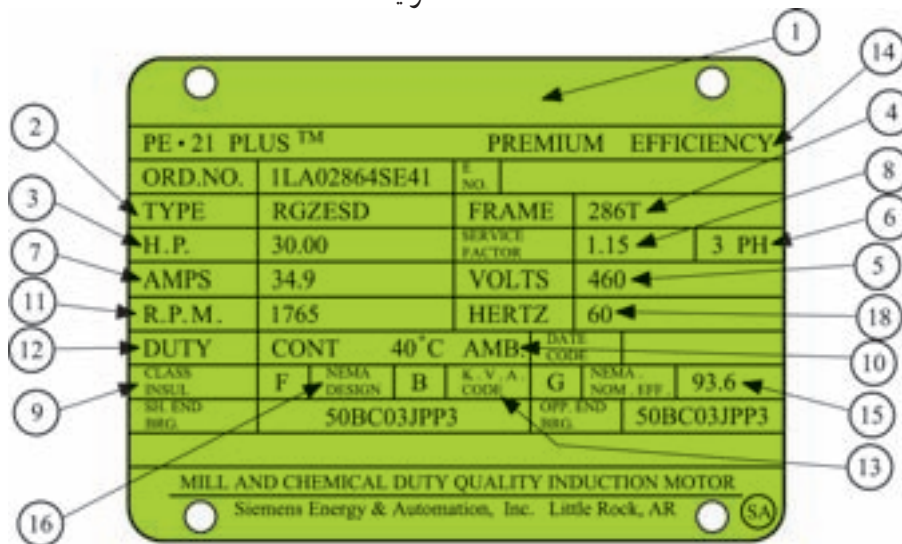 1
14
2
4
PE • 21 PLUS ™ PREMIUM EFFICIENCY
ORD.NO. 1LA02864SE41 E NO.
3
8
TYPE RGZESD FRAME 286T
6
H.P. 30.00 SERVICE FACTOR 1.15 3 PH
7
5
AMPS 34.9 VOLTS 460
11
R.P.M. 1765 HERTZ 60
18
12
DUTY CONT 40°C AMB. DATE CODE
10
CLASS INSUL F NEMA DESIGN B K.V.A. CODE G NEMA. NOM. EFF. 93.6
9
15
SH. END BRG. 50BC03JPP3 OPP. END BRG. 50BC03JPP3
13
MILL AND CHEMICAL DUTY QUALITY INDUCTION MOTOR
16
Siemens Energy & Automation, Inc. Little Rock, AR SA